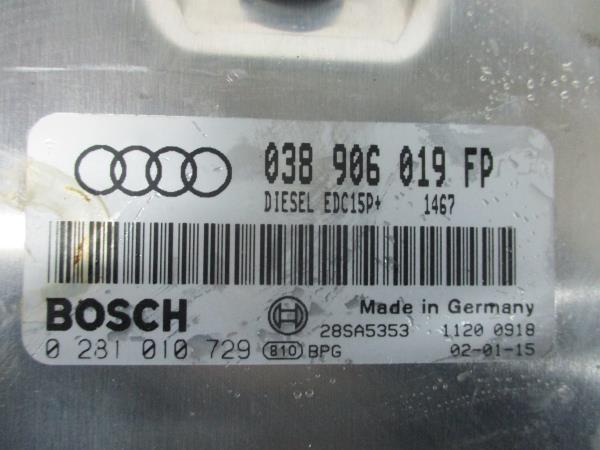 038 906 019 FP
DIESEL EDC15P+ 1467
BOSCH Made in Germany
28SA5353 1120 0918
0 281 010 729 810 BPG 02-01-15